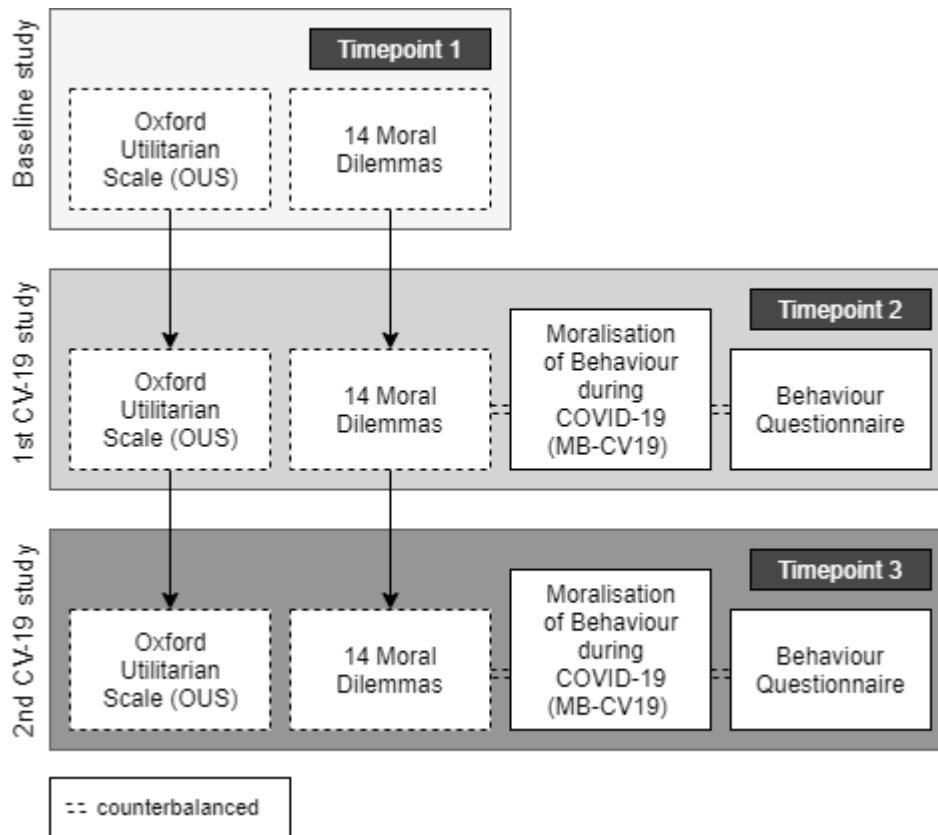 Baseline study
Timepoint 1
Oxford
Utilitarian
Scale (OUS)
14 Moral
Dilemmas
1st CV-19 study
Timepoint 2
Oxford
Utilitarian
Scale (OUS)
14 Moral
Dilemmas
Moralisation
of Behaviour
during
COVID-19
(MB-CV19)
Behaviour
Questionnaire
2nd CV-19 study
Timepoint 3
Oxford
Utilitarian
Scale (OUS)
14 Moral
Dilemmas
Moralisation
of Behaviour
during
COVID-19
(MB-CV19)
Behaviour
Questionnaire
counterbalanced